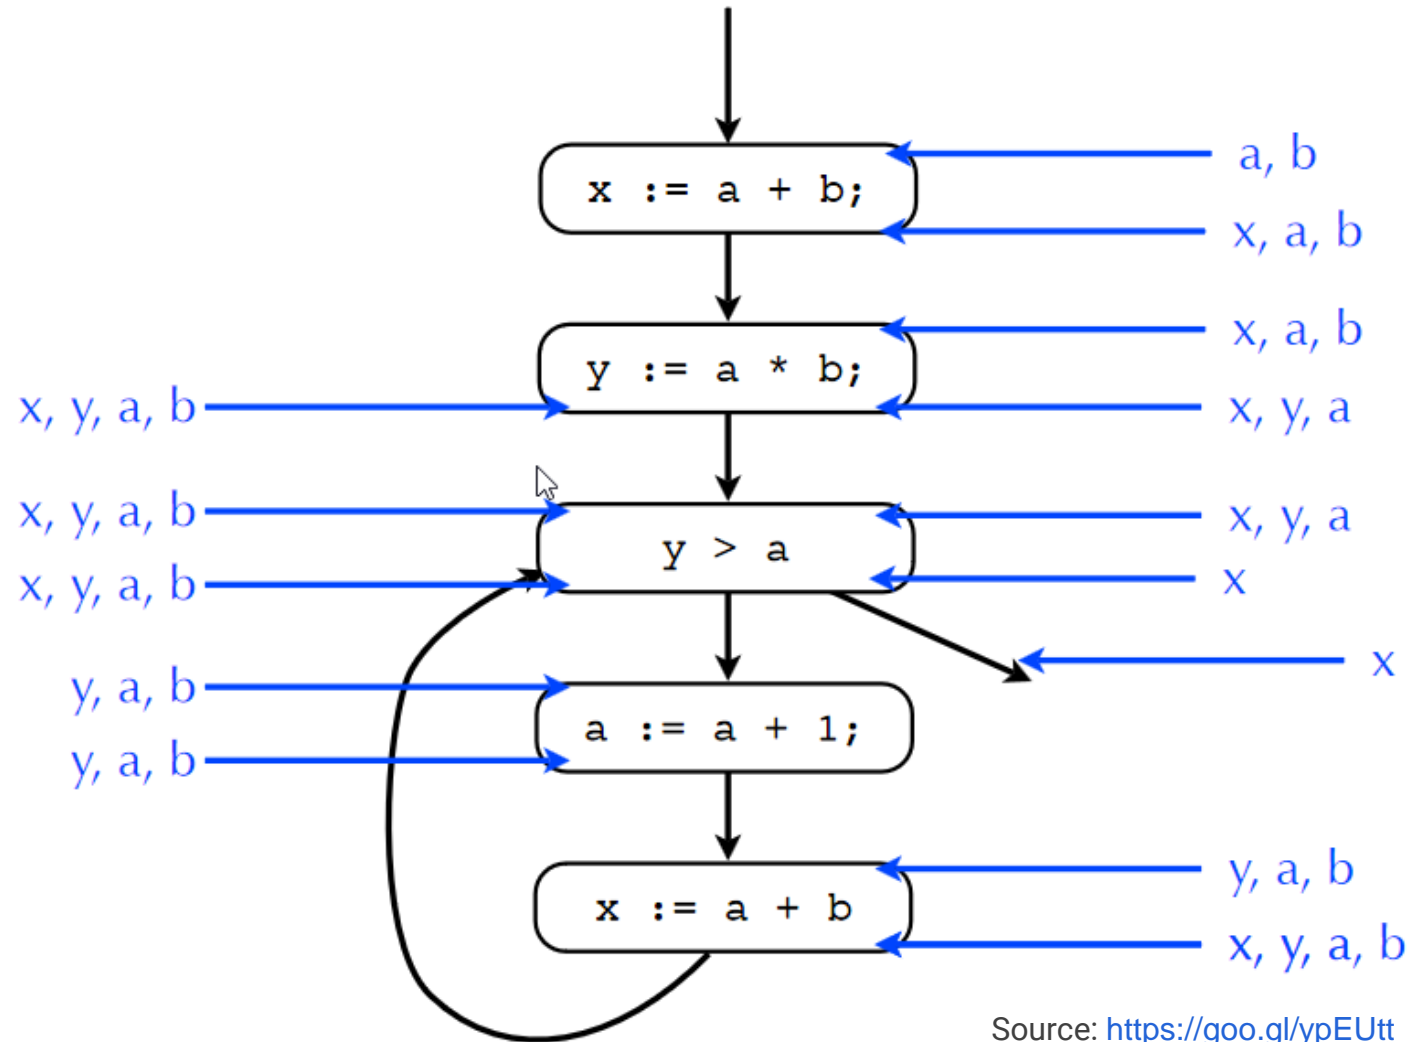 a, b
x := a + b;
x, a, b
x, a, b
y := a * b;
x, y, a, b
x, y, a
x, y, a, b
x, y, a
y > a
x, y, a, b
x
x
y, a, b
a := a + 1;
y, a, b
y, a, b
x := a + b
x, y, a, b
Source: https://goo.gl/ypEUtt